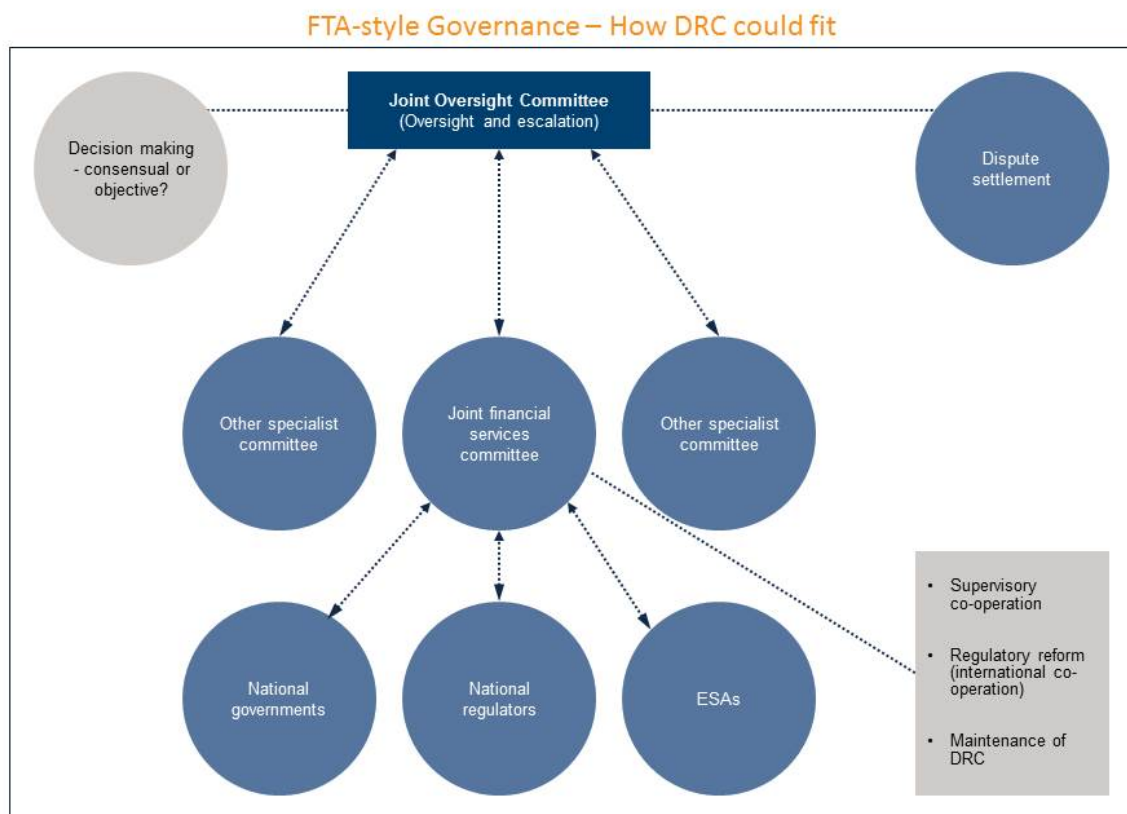 FTA-style Governance – How DRC could fit
Joint Oversight Committee
(Oversight and escalation)
Decision making
- consensual or
objective?
Dispute
settlement
Other specialist
committee
Joint financial
services
committee
Other specialist
committee
• Supervisory
co-operation
• Regulatory reform
(international co-
operation)
• Maintenance of
DRC
National
governments
National
regulators
ESAs